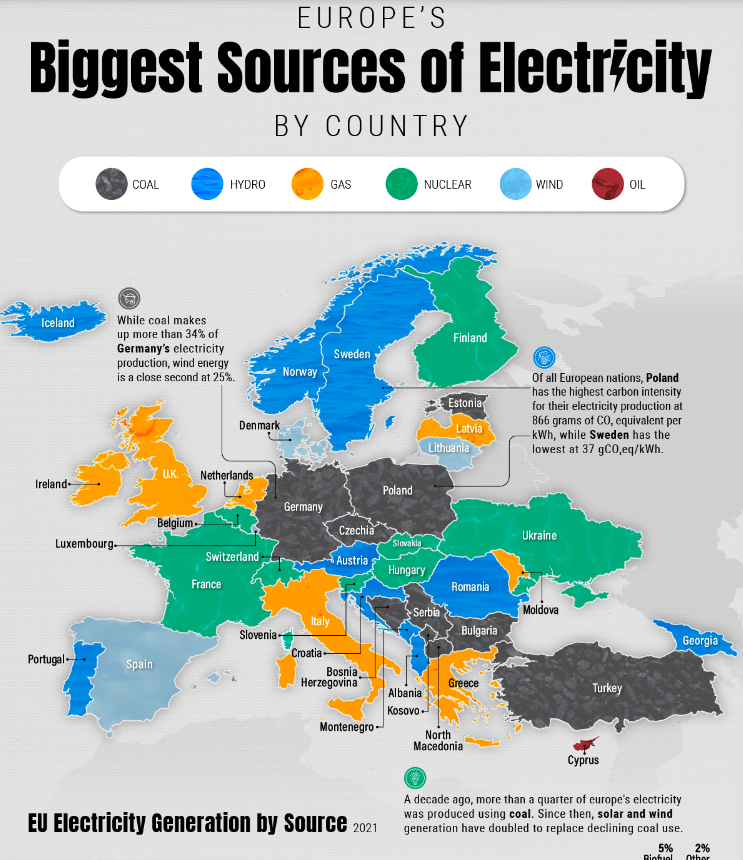 EUROPE'S
Biggest Sources of Electricity
BY COUNTRY
COAL
HYDRO
GAS
NUCLEAR
WIND
OIL
Iceland
While coal makes
up more than 34% of
Germany's electricity
production, wind energy
is a close second at 25%.
Finland
Sweden
Norway
Of all European nations, Poland
has the highest carbon intensity
for their electricity production at
866 grams of CO, equivalent per
kWh, while Sweden has the
lowest at 37 gCO,eq/kWh.
Estonia
Denmark
Latvia
Lithuania
U.K.
Netherlands
Ireland
Poland
Germany
Belgium
Czechia
Ukraine
Luxembourg
Slovakia
Switzerland
Austria
Hungary
France
Romania
Moldova
Serbia
Italy
Bulgaria
Slovenia
Georgia
Croatia
Portugal
Spain
Bosnia
Herzegovina
Greece
Turkey
Albania
Kosovo
Montenegro
North
Macedonia
Cyprus
A decade ago, more than a quarter of europe's electricity
was produced using coal. Since then, solar and wind
generation have doubled to replace declining coal use.
EU Electricity Generation by Source 2021
5% 2%
Biofuel Other